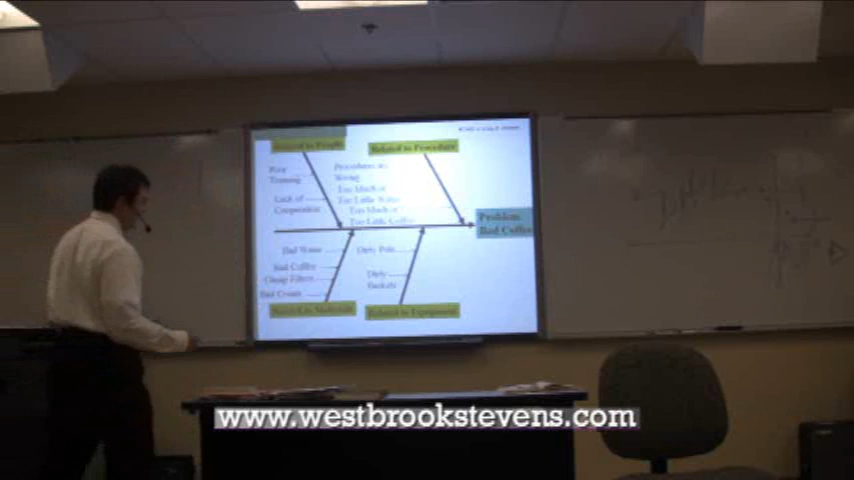 Related to People
Related to Procedure
Poor
Training
Lack of
Cooperation
Procedures are
Wrong
Too Much or
Too Little Water
Too Much or
Too Little Coffee
Problem
Bad Coffee
Bad Water
Bad Coffee
Cheap Filters
Bad Cream
Dirty Pots
Dirty
Baskets
Related to Materials
Related to Equipment
www.westbrookstevens.com